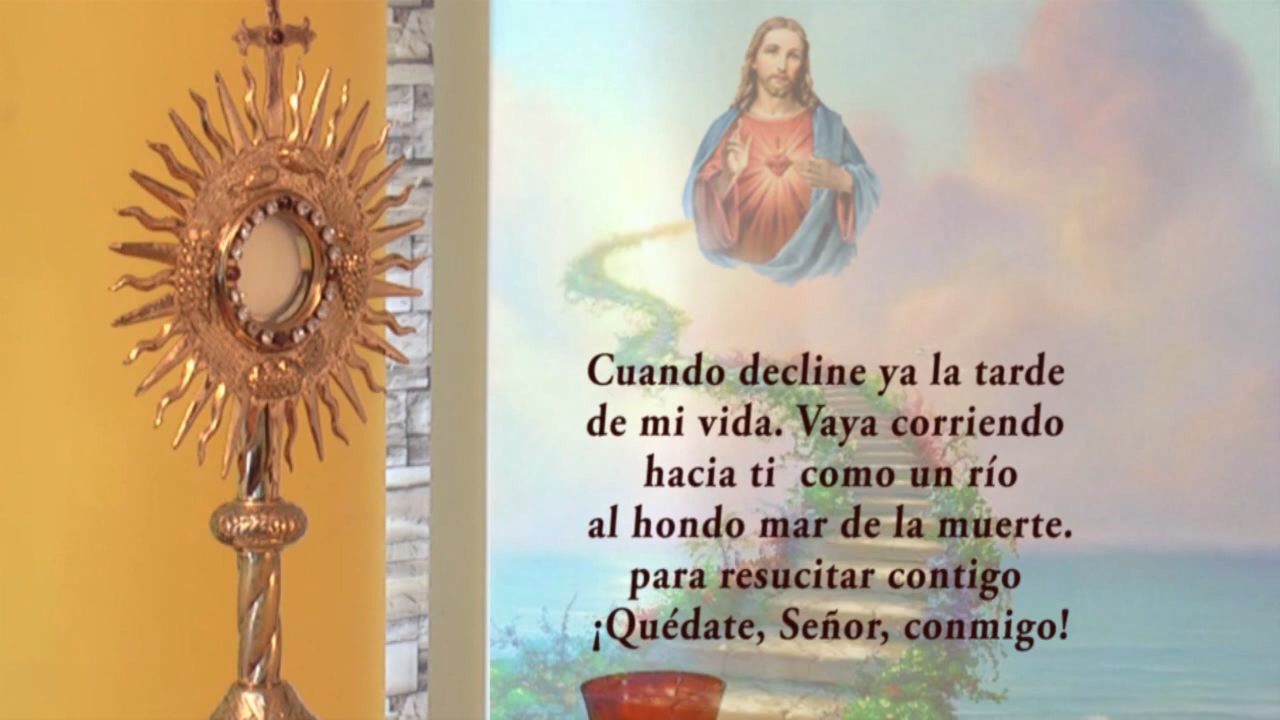 Cuando decline ya la tarde
de mi vida. Vaya corriendo
hacia ti como un río
al hondo mar de la muerte.
para resucitar contigo
¡Quédate, Señor, conmigo!